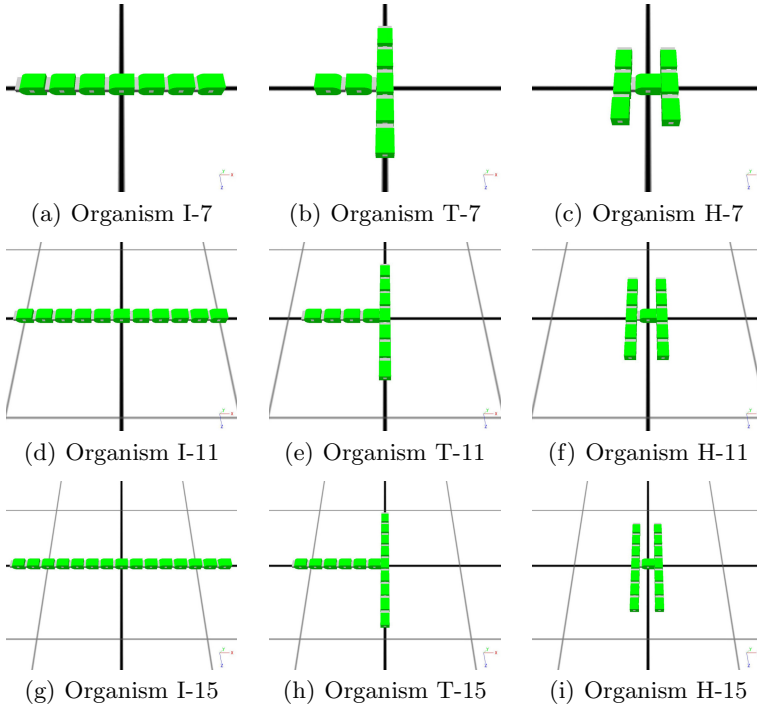 (a) Organism I-7
(b) Organism T-7
(c) Organism H-7
(d) Organism I-11
(e) Organism T-11
(f) Organism H-11
(g) Organism I-15
(h) Organism T-15
(i) Organism H-15